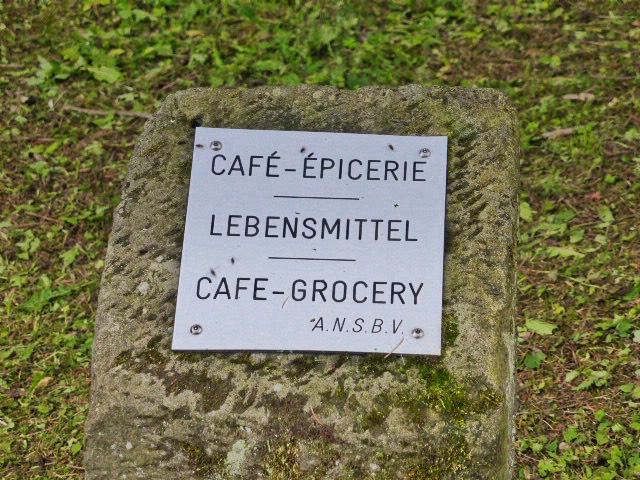 CAFÉ-ÉPICERIE
LEBENSMITTEL
CAFE-GROCERY
A.N.S.B.V.